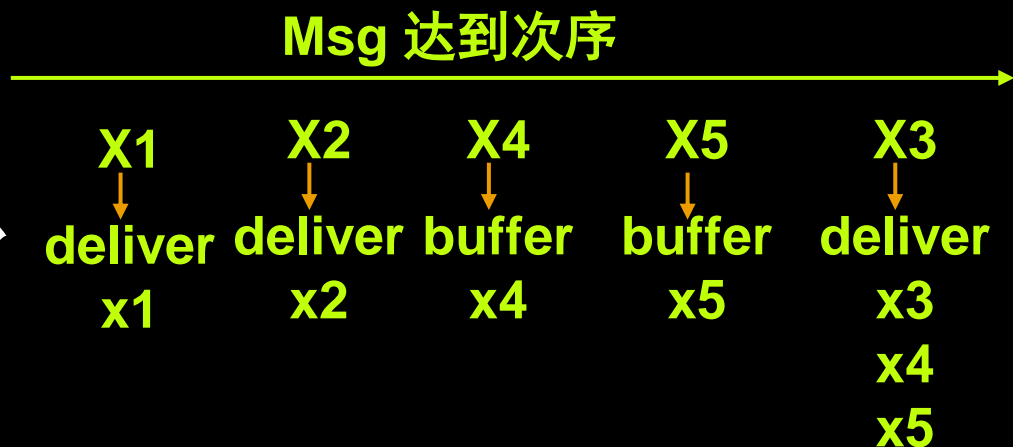 Msg 达到次序
X1 X2 X4 X5 X3
deliver deliver buffer buffer deliver
x1 x2 x4 x5 x3
x4
x5